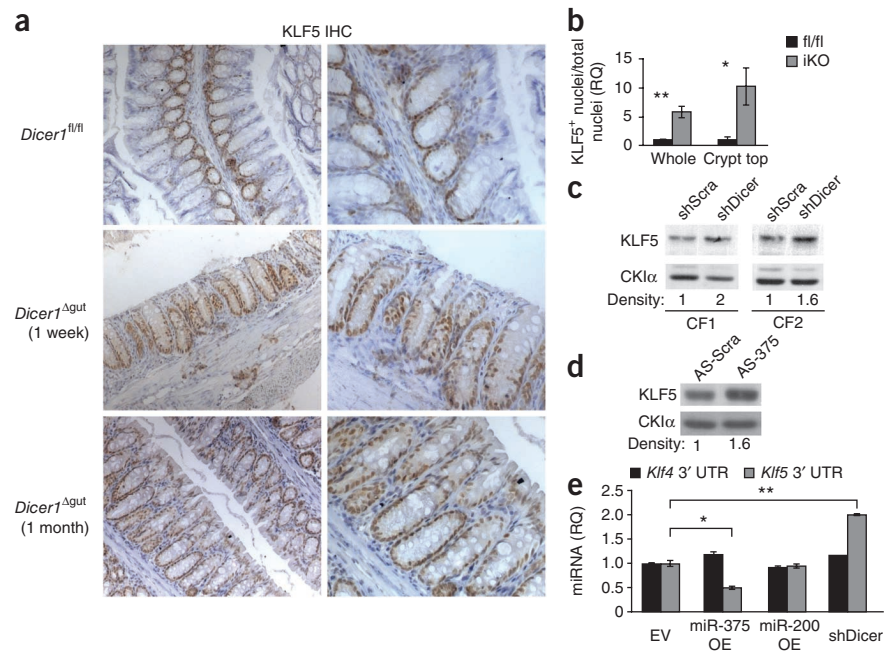 a
KLF5 IHC
Dicer1fl/fl
Dicer1Δgut
(1 week)
Dicer1Δgut
(1 month)
b
fl/fl
iKO
KLF5+ nuclei/total
nuclei (RQ)
15
10
5
0
**
*
Whole
Crypt top
c
shScra
shDicer
shScra
shDicer
KLF5
CKIα
Density:
1
2
1
1.6
CF1
CF2
d
AS-Scra
AS-375
KLF5
CKIα
Density:
1
1.6
e
Klf4 3′ UTR
Klf5 3′ UTR
miRNA (RQ)
2.5
2.0
1.5
1.0
0.5
0
*
**
EV
miR-375
OE
miR-200
OE
shDicer